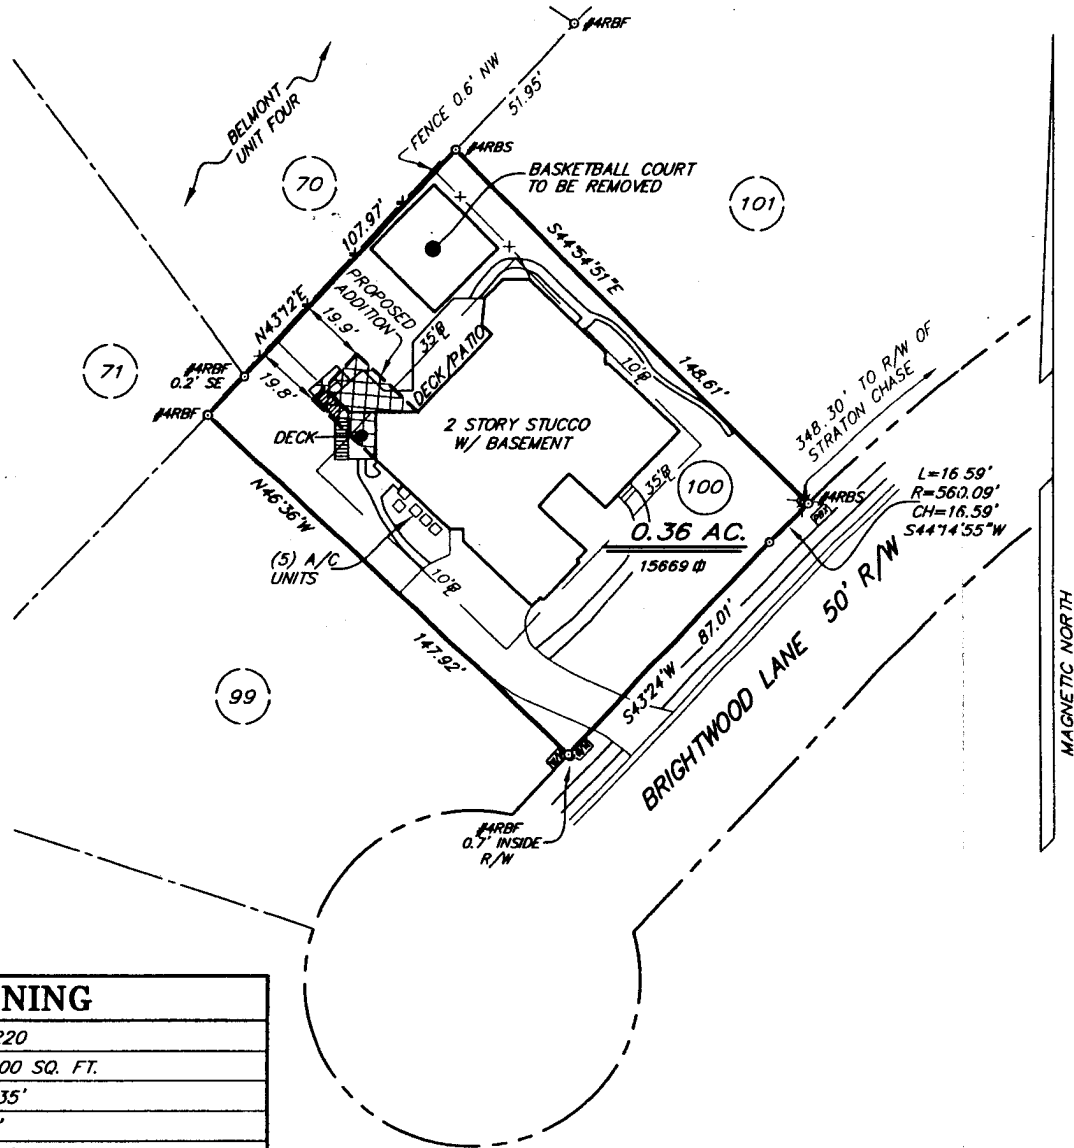 #4RBF
BELMONT
UNIT FOUR
FENCE 0.6' NW
51.95'
#4RBS
BASKETBALL COURT
TO BE REMOVED
70
101
107.97'
S44°54'51"E
N43°12'E
PROPOSED
ADDITION
19.9'
35'BL
DECK/PATIO
71
#4RBF
0.2' SE
19.8'
#4RBF
10'BL
148.61'
348.30' TO R/W OF
STRATON CHASE
DECK
2 STORY STUCCO
W/ BASEMENT
35'BL
100
#4RBS
L=16.59'
R=560.09'
CH=16.59'
S44°14'55"W
N46°36'W
0.36 AC.
15669
(5) A/C
UNITS
10'BL
147.92'
S43°24'W 87.01'
BRIGHTWOOD LANE 50' R/W
MAGNETIC NORTH
99
#4RBF
0.7' INSIDE
R/W
NING
220
00 SQ. FT.
35'